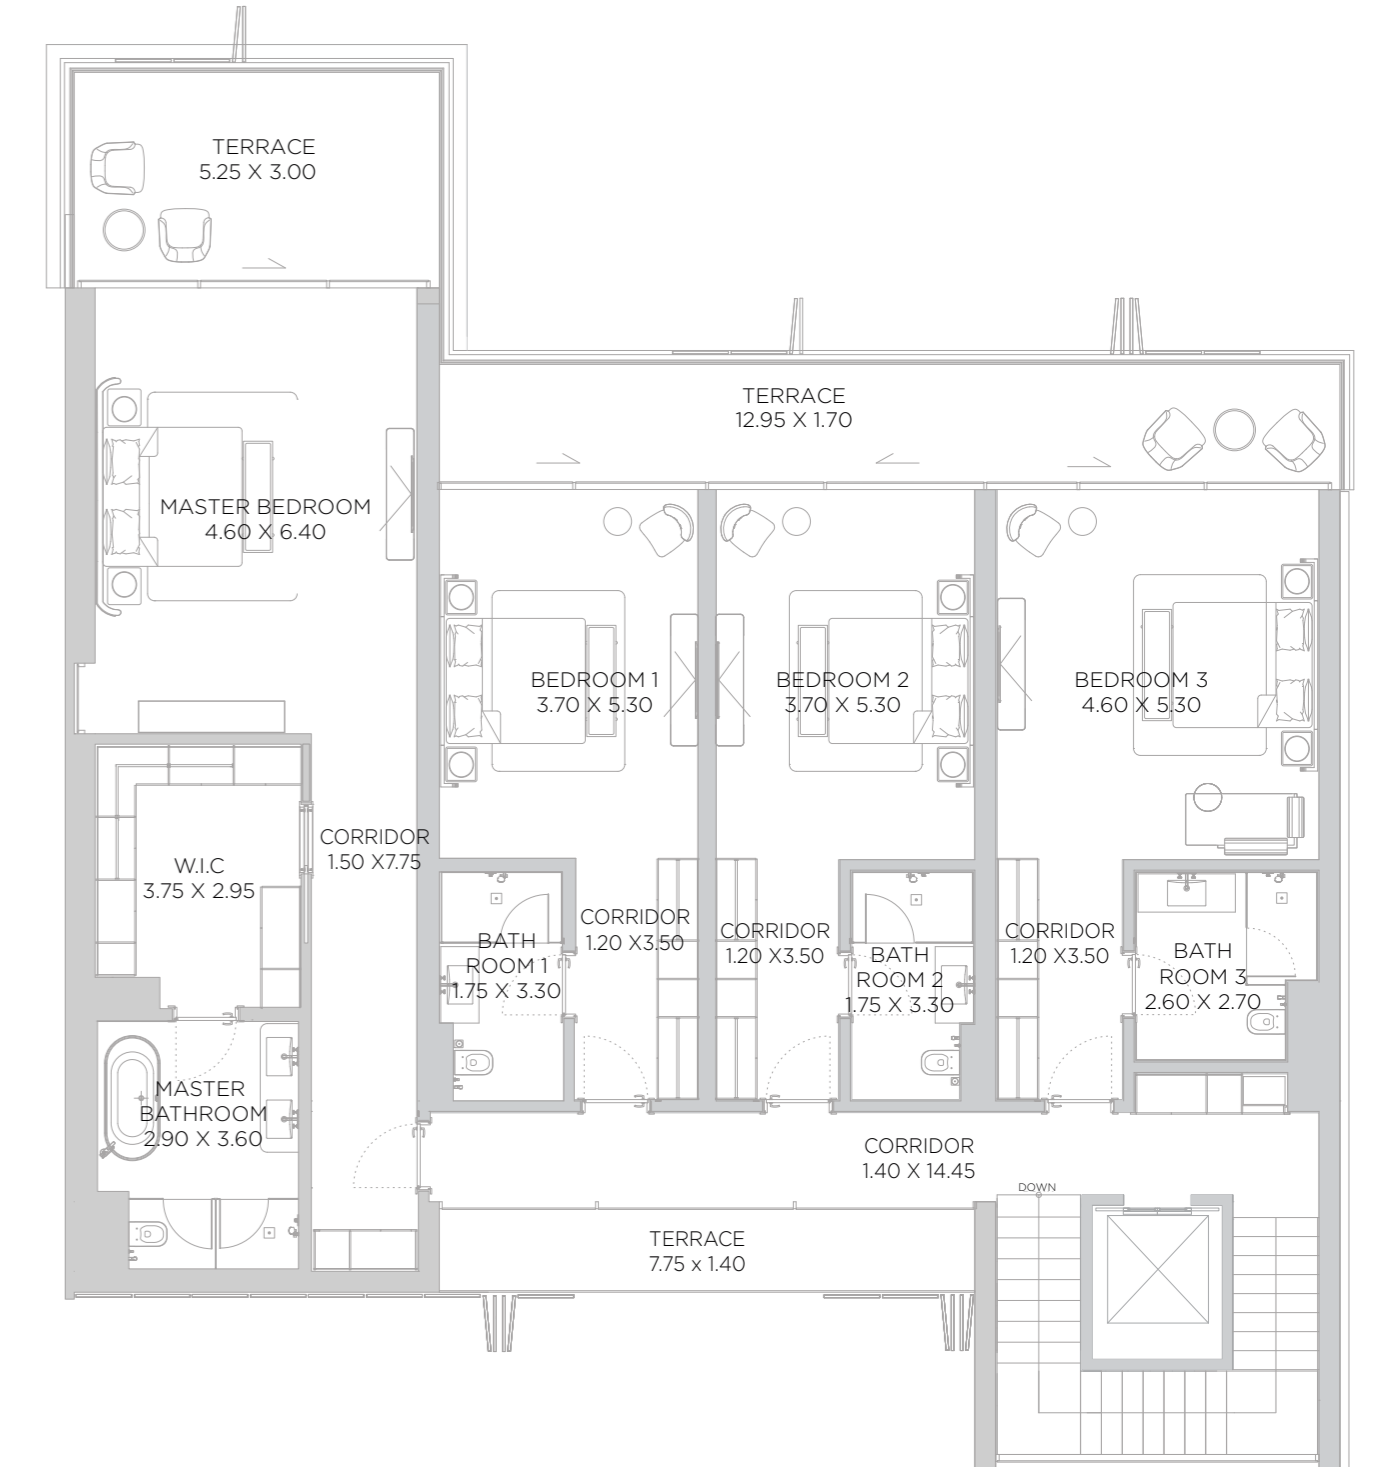 TERRACE
5.25 X 3.00
TERRACE
12.95 X 1.70
MASTER BEDROOM
4.60 X 6.40
BEDROOM 1
3.70 X 5.30
BEDROOM 2
3.70 X 5.30
BEDROOM 3
4.60 X 5.30
CORRIDOR
1.50 X7.75
W.I.C
3.75 X 2.95
CORRIDOR
1.20 X3.50
BATH
ROOM 1
1.75 X 3.30
CORRIDOR
1.20 X3.50
BATH
ROOM 2
1.75 X 3.30
CORRIDOR
1.20 X3.50
BATH
ROOM 3
2.60 X 2.70
MASTER
BATHROOM
2.90 X 3.60
CORRIDOR
1.40 X 14.45
DOWN
TERRACE
7.75 x 1.40